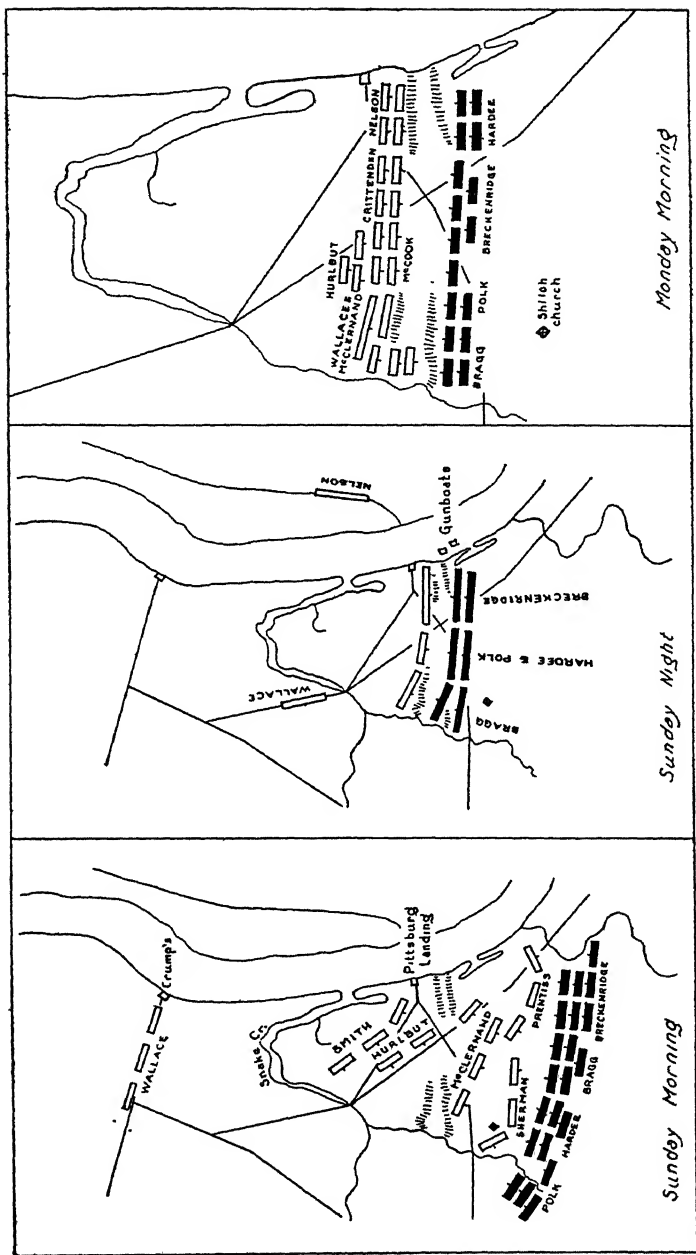 WALLACE
Crump's
Snake Cr.
SMITH
HURLBUT
Pittsburg
Landing
McCLERNAND
PRENTISS
SHERMAN
POLK
HARDER
BRAGG
BRECKENRIDGE
Sunday Morning
NELSON
WALLACE
Gunboats
BRAGG
HARDEE & POLK
BRECKENRIDGE
Sunday Night
HURLBUT
WALLACES
McCLERNAND
McCOOK
CRITTENDEN
NELSON
BRAGG
POLK
BRECKENRIDGE
HARDEE
Shiloh
church
Monday Morning